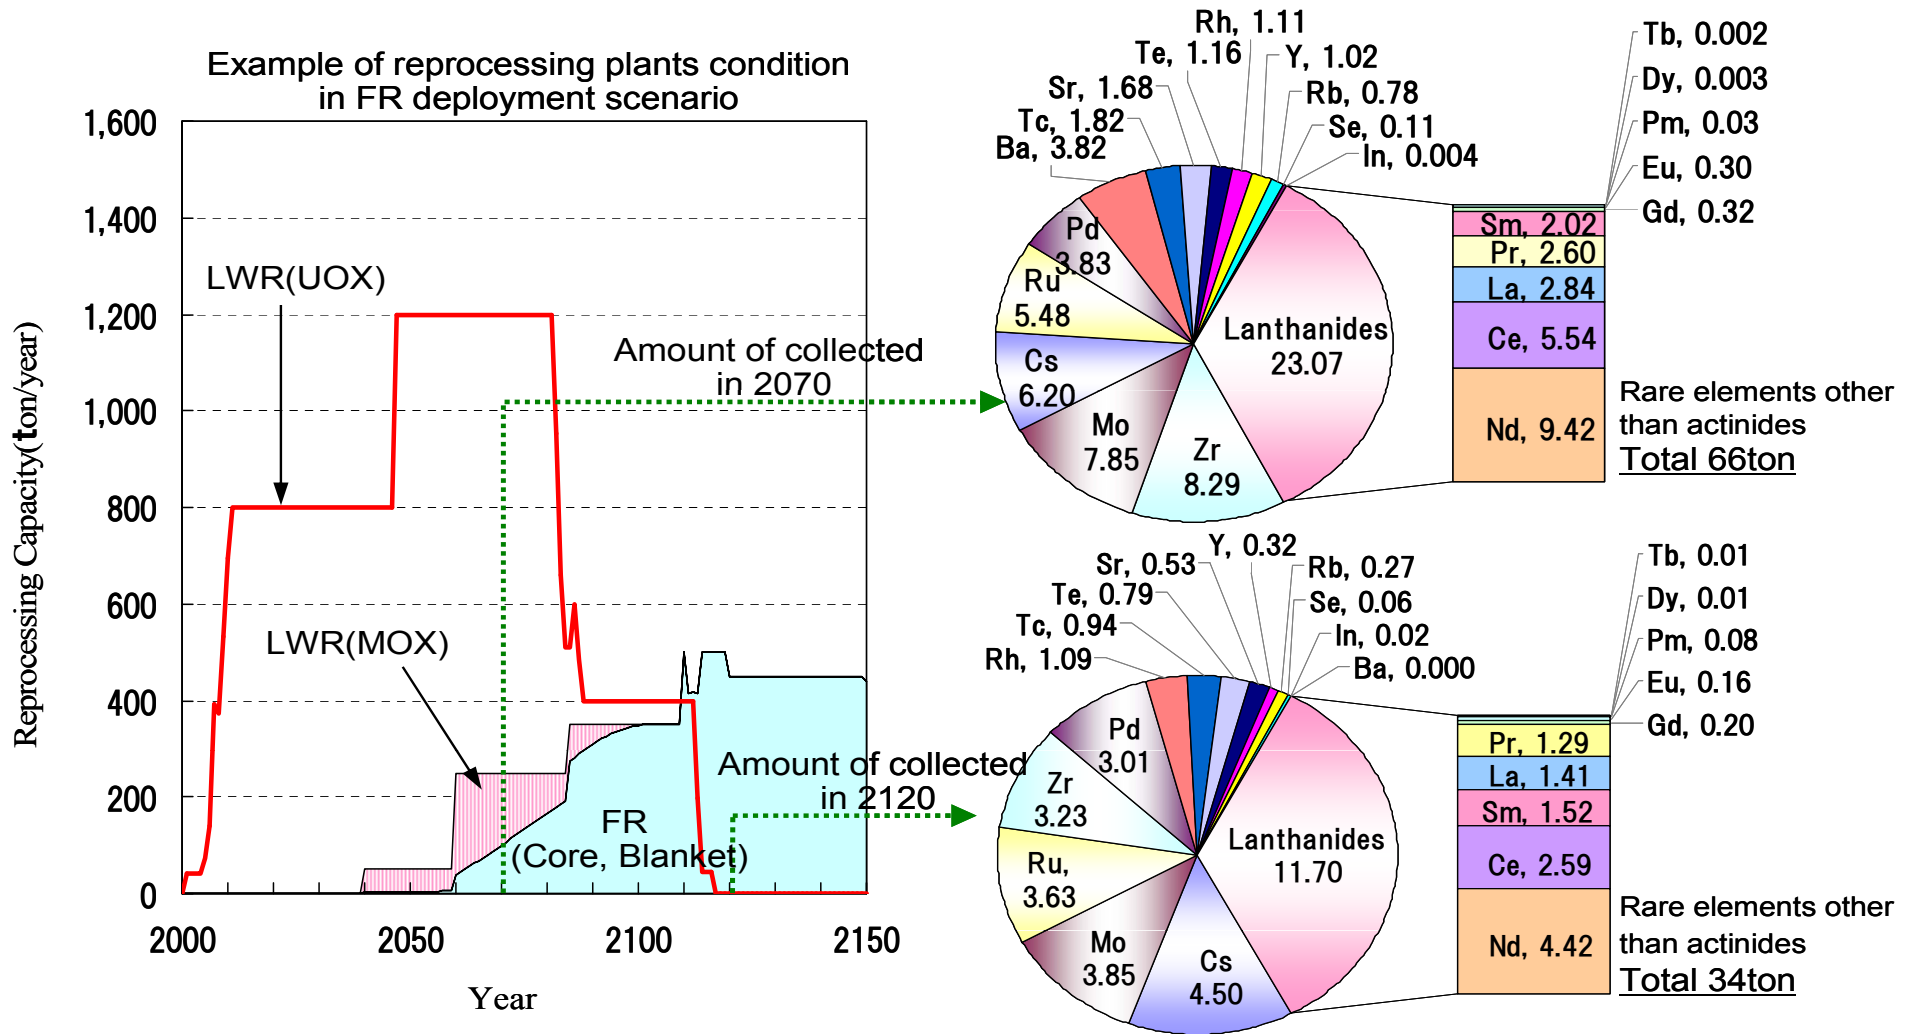 Example of reprocessing plants condition
in FR deployment scenario
Reprocessing Capacity(ton/year)
1,600
1,400
1,200
1,000
800
600
400
200
0
2000
2050
2100
2150
Year
LWR(UOX)
LWR(MOX)
FR
(Core, Blanket)
Amount of collected
in 2070
Amount of collected
in 2120
Rh, 1.11
Te, 1.16
Y, 1.02
Sr, 1.68
Rb, 0.78
Tc, 1.82
Se, 0.11
Ba, 3.82
In, 0.004
Pd
3.83
Ru
5.48
Cs
6.20
Mo
7.85
Zr
8.29
Lanthanides
23.07
Tb, 0.002
Dy, 0.003
Pm, 0.03
Eu, 0.30
Gd, 0.32
Sm, 2.02
Pr, 2.60
La, 2.84
Ce, 5.54
Nd, 9.42
Rare elements other
than actinides
Total 66ton
Y, 0.32
Sr, 0.53
Rb, 0.27
Te, 0.79
Se, 0.06
Tc, 0.94
In, 0.02
Rh, 1.09
Ba, 0.000
Pd
3.01
Zr
3.23
Ru,
3.63
Mo
3.85
Cs
4.50
Lanthanides
11.70
Tb, 0.01
Dy, 0.01
Pm, 0.08
Eu, 0.16
Gd, 0.20
Pr, 1.29
La, 1.41
Sm, 1.52
Ce, 2.59
Nd, 4.42
Rare elements other
than actinides
Total 34ton